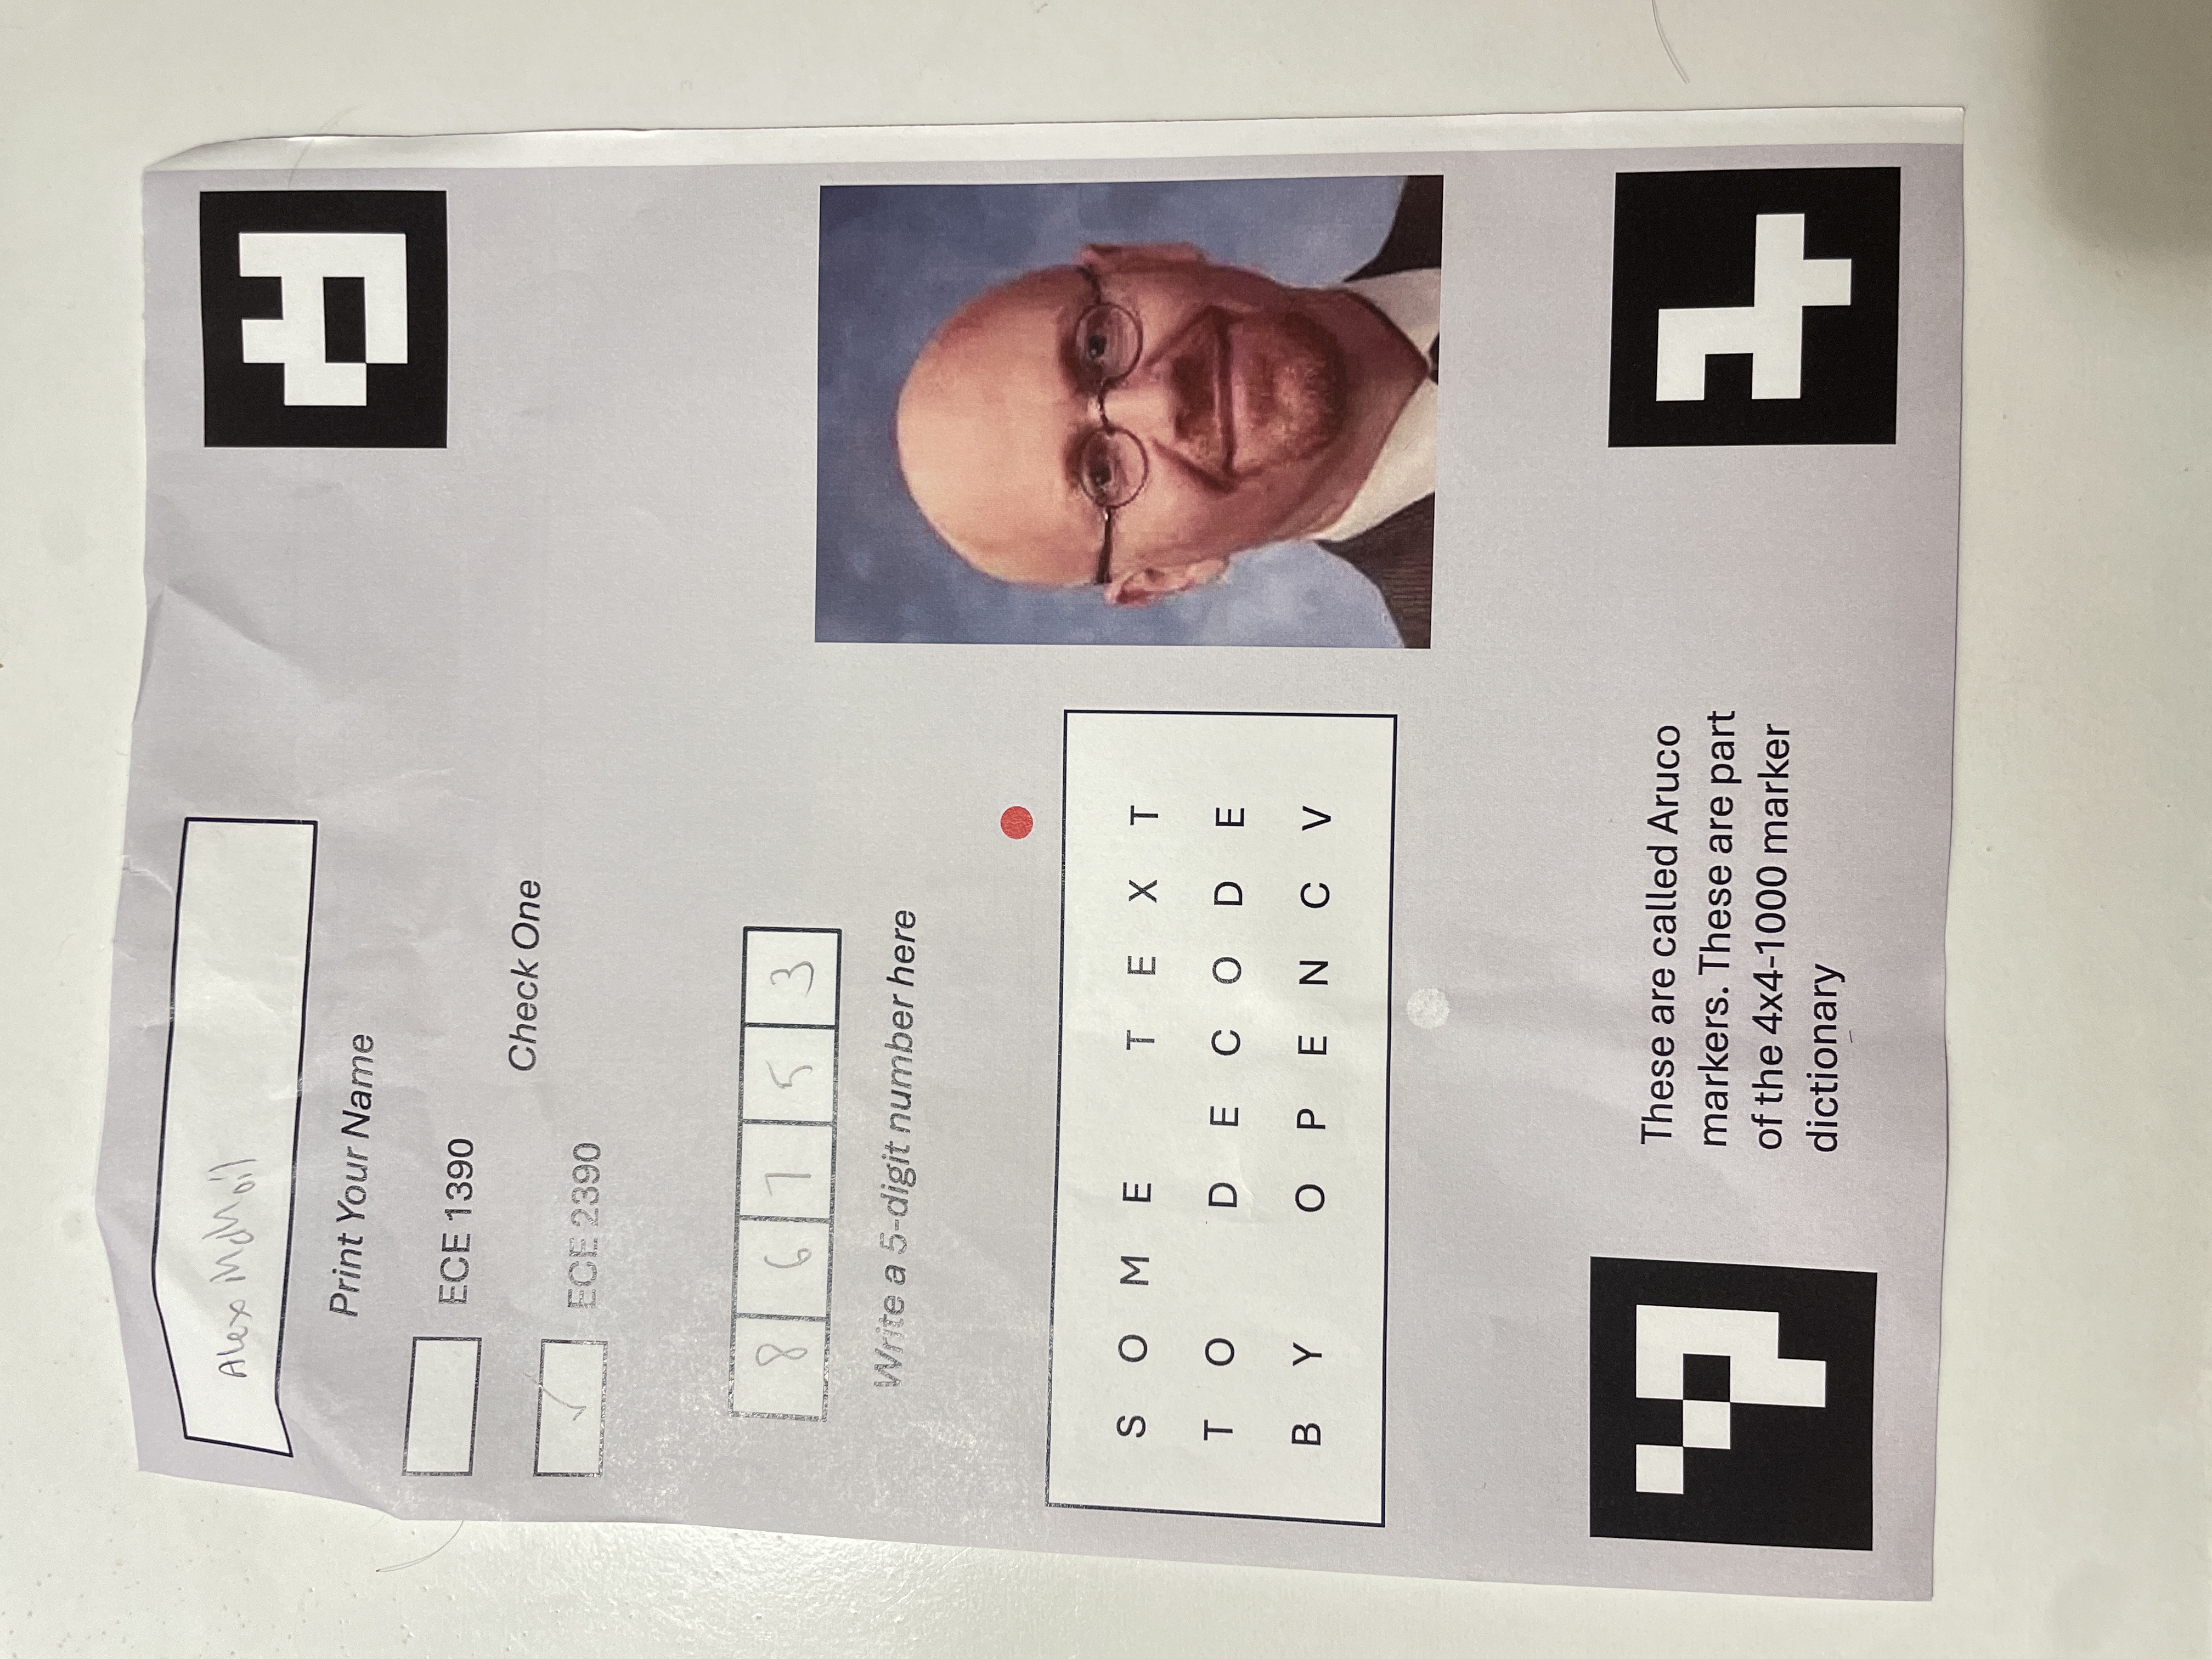 Alex
Print Your Name
ECE 1390
Check One
ECE 2390
8 6 7 5 3
Write a 5-digit number here
S O M E T E X T
T O D E C O D E
B Y O P E N C V
These are called Aruco
markers. These are part
of the 4x4-1000 marker
dictionary